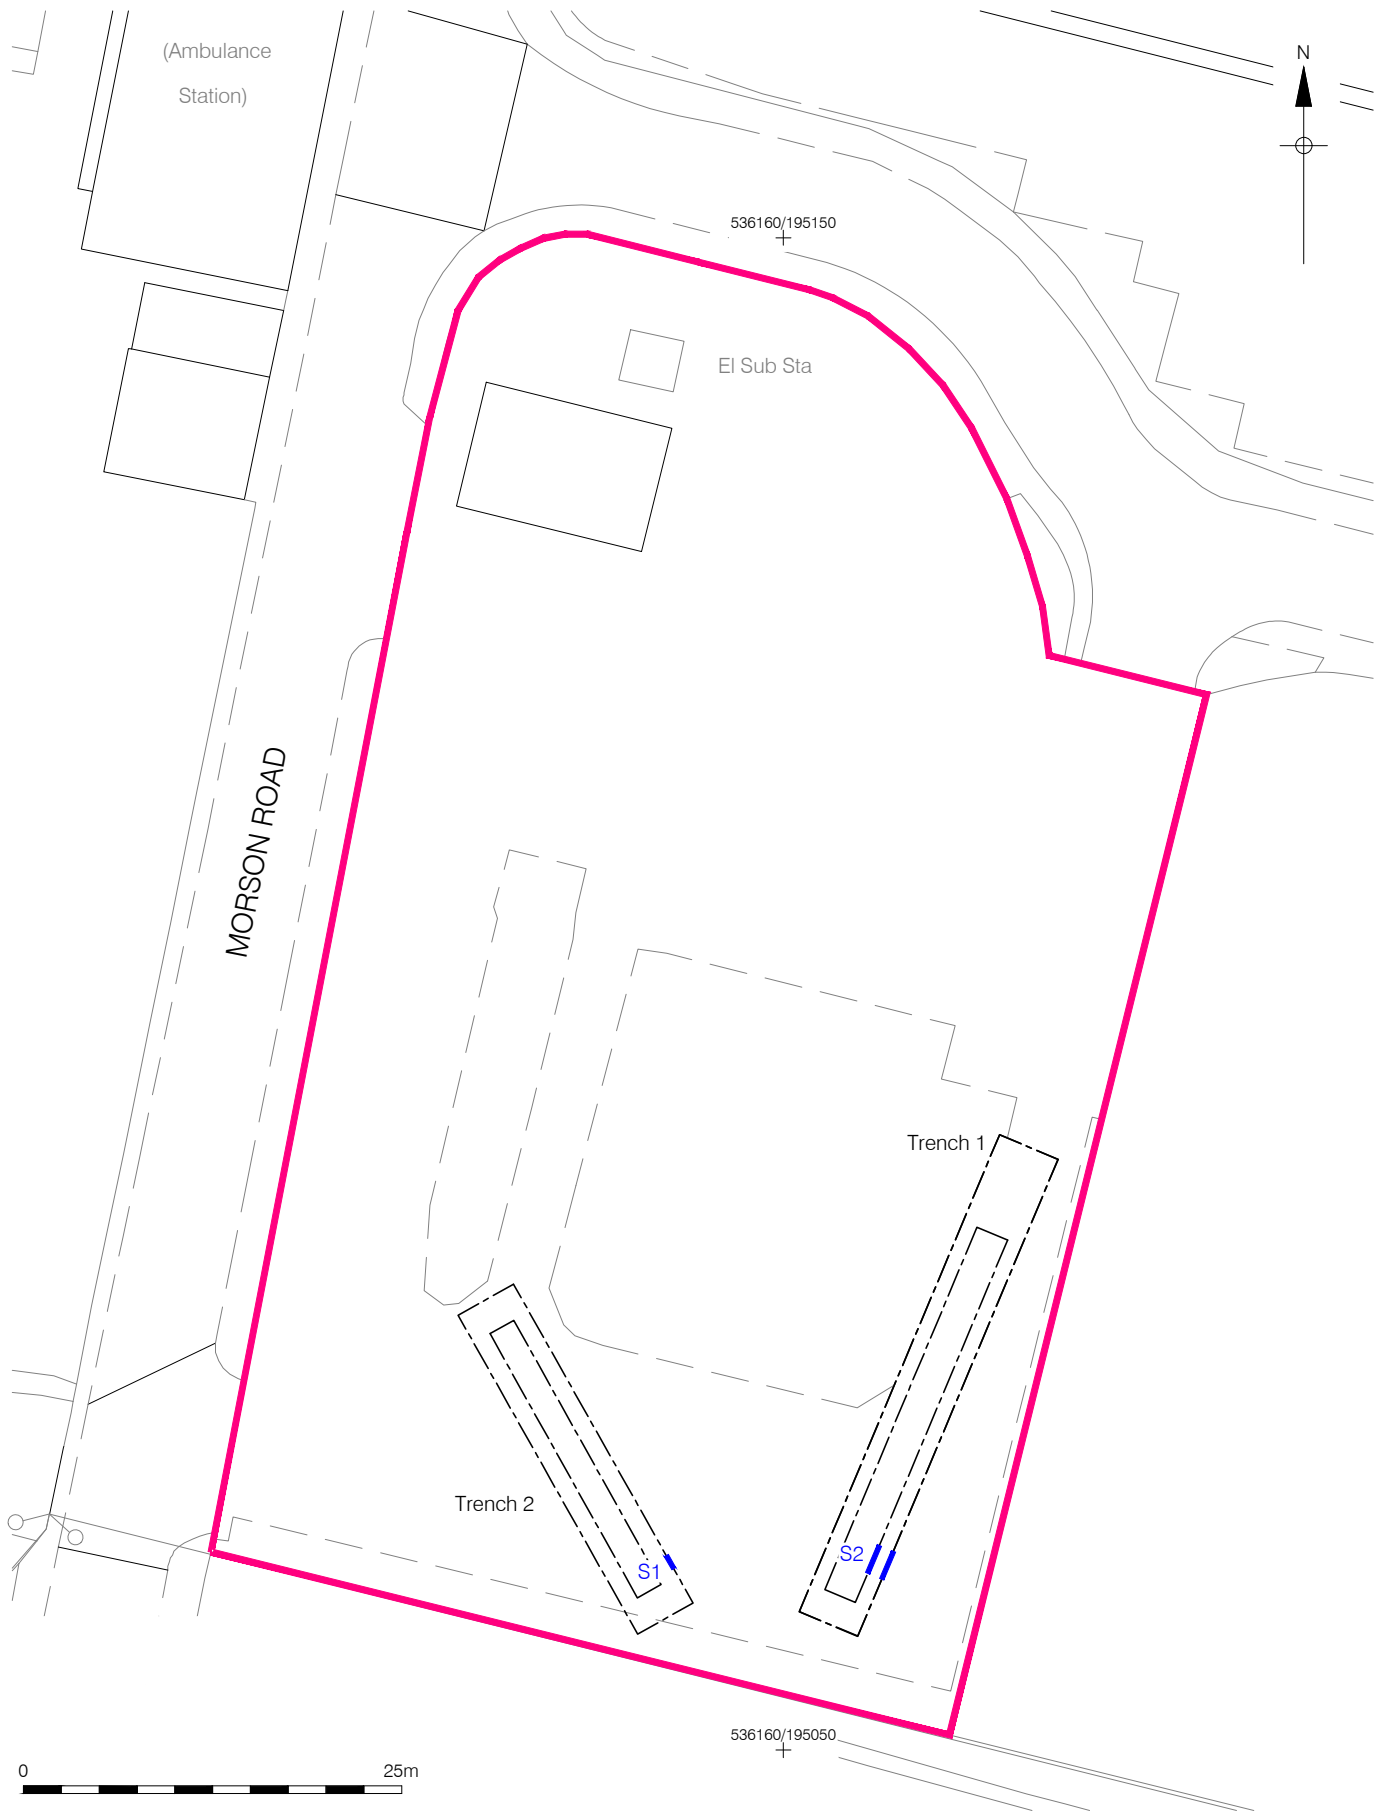 (Ambulance
Station)
N
536160/195150
El Sub Sta
MORSON ROAD
Trench 1
Trench 2
S1
S2
536160/195050
0 25m